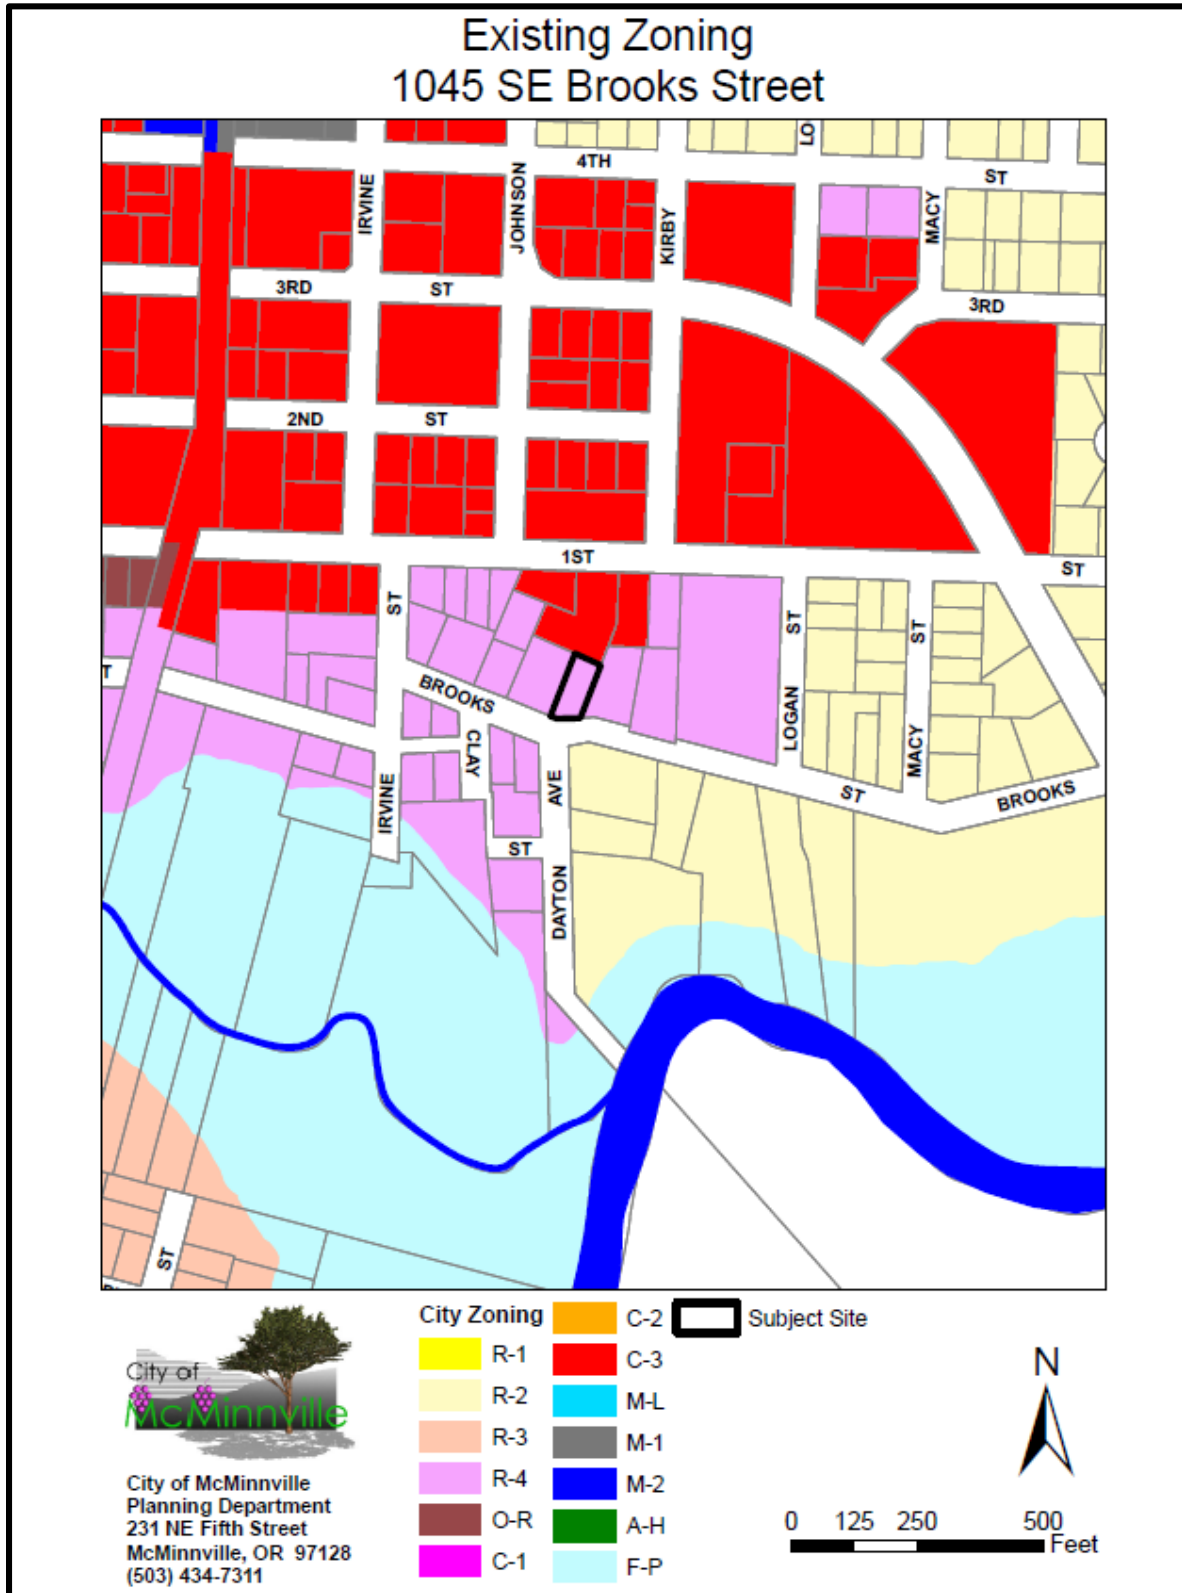 Existing Zoning
1045 SE Brooks Street
LO
4TH
ST
IRVINE
JOHNSON
KIRBY
MACY
3RD
ST
3RD
2ND
ST
1ST
ST
ST
BROOKS
CLAY
LOGAN
ST
MACY
ST
T
IRVINE
AVE
ST
DAYTON
ST
BROOKS
ST
City of
McMinnville
City of McMinnville
Planning Department
231 NE Fifth Street
McMinnville, OR 97128
(503) 434-7311
City Zoning
R-1
R-2
R-3
R-4
O-R
C-1
C-2
C-3
M-L
M-1
M-2
A-H
F-P
Subject Site
N
0 125 250 500
Feet